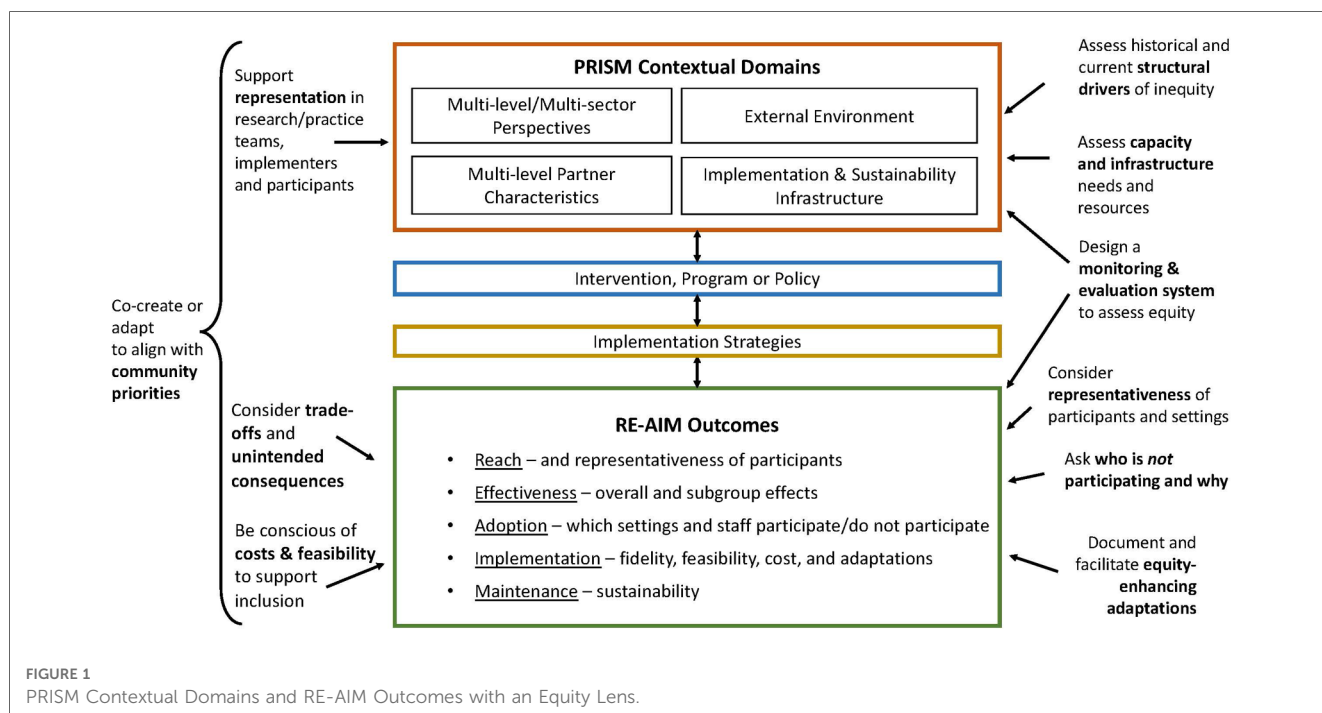 Support
representation in
research/practice
teams,
implementers
and participants
Co-create or
adapt
to align with
community
priorities
Consider trade-
offs and
unintended
consequences
Be conscious of
costs & feasibility
to support
inclusion
PRISM Contextual Domains
Multi-level/Multi-sector
Perspectives
External Environment
Multi-level Partner
Characteristics
Implementation & Sustainability
Infrastructure
Intervention, Program or Policy
Implementation Strategies
RE-AIM Outcomes
• Reach – and representativeness of participants
• Effectiveness – overall and subgroup effects
• Adoption – which settings and staff participate/do not participate
• Implementation – fidelity, feasibility, cost, and adaptations
• Maintenance – sustainability
Assess historical and
current structural
drivers of inequity
Assess capacity
and infrastructure
needs and
resources
Design a
monitoring &
evaluation system
to assess equity
Consider
representativeness of
participants and settings
Ask who is not
participating and why
Document and
facilitate equity-
enhancing
adaptations
FIGURE 1
PRISM Contextual Domains and RE-AIM Outcomes with an Equity Lens.